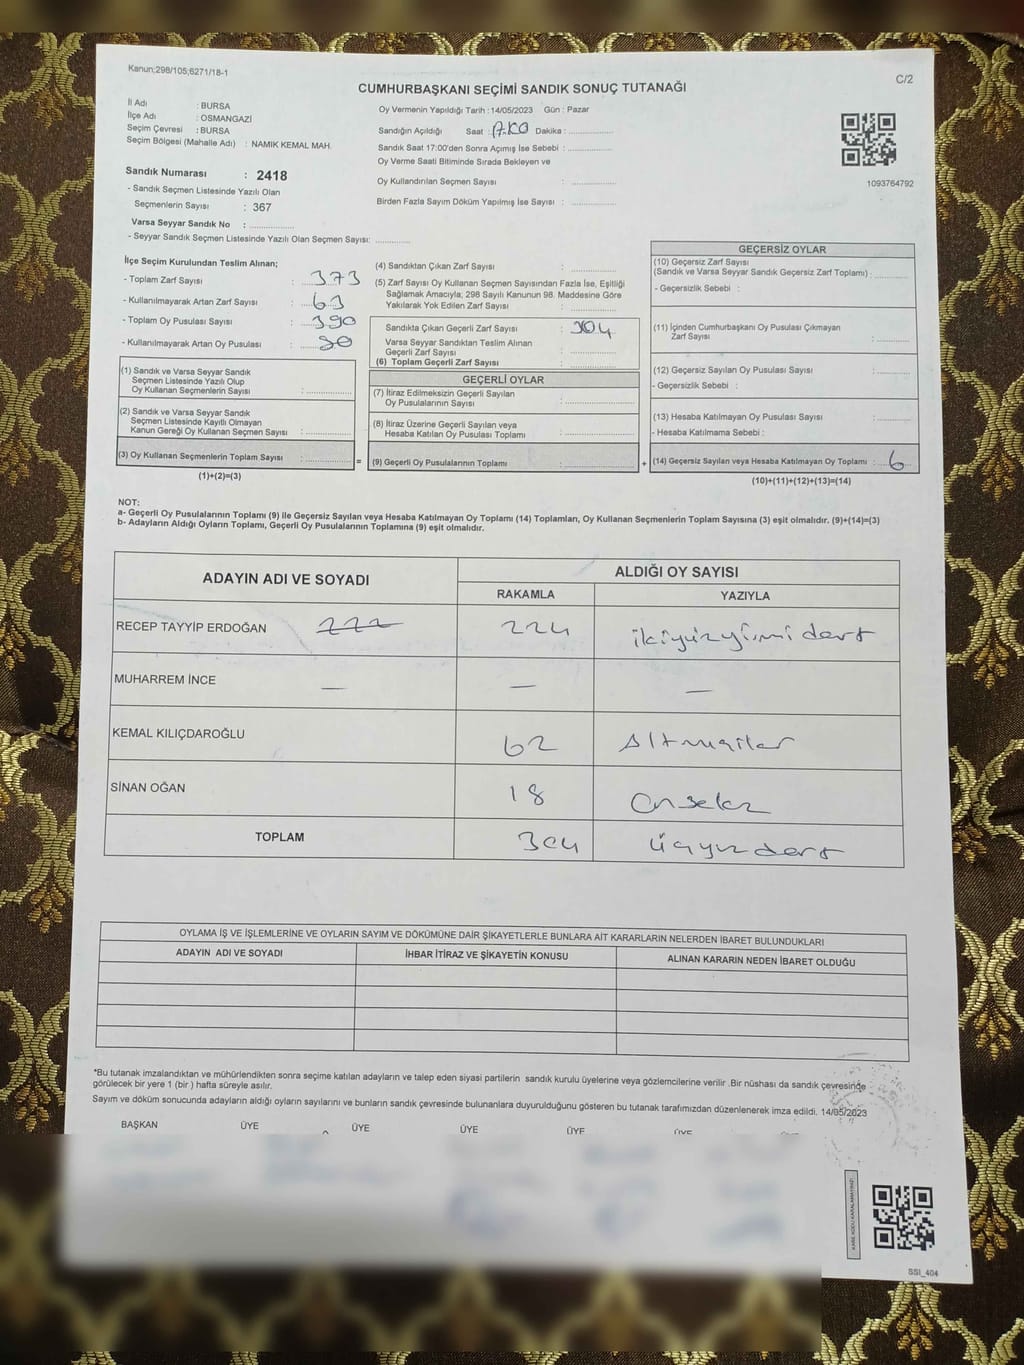 Kanun;298/105;6271/18-1
C/2
CUMHURBAŞKANI SEÇİMİ SANDIK SONUÇ TUTANAĞI
İl Adı : BURSA
İlçe Adı : OSMANGAZİ
Seçim Çevresi : BURSA
Seçim Bölgesi (Mahalle Adı) : NAMIK KEMAL MAH.
Oy Vermenin Yapıldığı Tarih : 14/05/2023 Gün : Pazar
Sandığın Açıldığı Saat : Dakika : ..............
Sandık Saat 17:00'den Sonra Açımış İse Sebebi : ..............
Oy Verme Saati Bitiminde Sırada Bekleyen ve
Oy Kullandırılan Seçmen Sayısı : ..............
Birden Fazla Sayım Döküm Yapılmış İse Sayısı : ..............
1093764792
Sandık Numarası : 2418
- Sandık Seçmen Listesinde Yazılı Olan
Seçmenlerin Sayısı : 367
Varsa Seyyar Sandık No : ..............
- Seyyar Sandık Seçmen Listesinde Yazılı Olan Seçmen Sayısı: ..............
İlçe Seçim Kurulundan Teslim Alınan;
- Toplam Zarf Sayısı : 373
- Kullanılmayarak Artan Zarf Sayısı : 63
- Toplam Oy Pusulası Sayısı : 390
- Kullanılmayarak Artan Oy Pusulası :
(1) Sandık ve Varsa Seyyar Sandık
Seçmen Listesinde Yazılı Olup
Oy Kullanan Seçmenlerin Sayısı : ..............
(2) Sandık ve Varsa Seyyar Sandık
Seçmen Listesinde Kayıtlı Olmayan
Kanun Gereği Oy Kullanan Seçmen Sayısı : ..............
(3) Oy Kullanan Seçmenlerin Toplam Sayısı : ..............
(1)+(2)=(3)
=
(4) Sandıktan Çıkan Zarf Sayısı : ..............
(5) Zarf Sayısı Oy Kullanan Seçmen Sayısından Fazla İse, Eşitliği
Sağlamak Amacıyla; 298 Sayılı Kanunun 98. Maddesine Göre
Yakılarak Yok Edilen Zarf Sayısı : ..............
Sandıkta Çıkan Geçerli Zarf Sayısı : 304
Varsa Seyyar Sandıktan Teslim Alınan
Geçerli Zarf Sayısı : ..............
(6) Toplam Geçerli Zarf Sayısı : ..............
GEÇERLİ OYLAR
(7) İtiraz Edilmeksizin Geçerli Sayılan
Oy Pusulalarının Sayısı : ..............
(8) İtiraz Üzerine Geçerli Sayılan veya
Hesaba Katılan Oy Pusulası Toplamı : ..............
(9) Geçerli Oy Pusulalarının Toplamı : ..............
+
GEÇERSİZ OYLAR
(10) Geçersiz Zarf Sayısı
(Sandık ve Varsa Seyyar Sandık Geçersiz Zarf Toplamı) : ..............
- Geçersizlik Sebebi :
(11) İçinden Cumhurbaşkanı Oy Pusulası Çıkmayan
Zarf Sayısı : ..............
(12) Geçersiz Sayılan Oy Pusulası Sayısı : ..............
- Geçersizlik Sebebi :
(13) Hesaba Katılmayan Oy Pusulası Sayısı : ..............
- Hesaba Katılmama Sebebi :
(14) Geçersiz Sayılan veya Hesaba Katılmayan Oy Toplamı : 6
(10)+(11)+(12)+(13)=(14)
NOT:
a- Geçerli Oy Pusulasının Toplamı (9) ile Geçersiz Sayılan veya Hesaba Katılmayan Oy Toplamı (14) Toplamları, Oy Kullanan Seçmenlerin Toplam Sayısına (3) eşit olmalıdır. (9)+(14)=(3)
b- Adayların Aldığı Oyların Toplamı, Geçerli Oy Pusulalarının Toplamına (9) eşit olmalıdır.
ADAYIN ADI VE SOYADI ALDIĞI OY SAYISI
RAKAMLA YAZIYLA
RECEP TAYYİP ERDOĞAN 222 224 ikiyüzyirmi dört
MUHARREM İNCE — — —
KEMAL KILIÇDAROĞLU 62 Altmışiki
SİNAN OĞAN 18 Onsekiz
TOPLAM 304 üçyüzdört
OYLAMA İŞ VE İŞLEMLERİNE VE OYLARIN SAYIM VE DÖKÜMÜNE DAİR ŞİKAYETLERLE BUNLARA AİT KARARLARIN NELERDEN İBARET BULUNDUKLARI
ADAYIN ADI VE SOYADI İHBAR İTİRAZ VE ŞİKAYETİN KONUSU ALINAN KARARIN NEDEN İBARET OLDUĞU
*Bu tutanak imzalandıktan ve mühürlendikten sonra seçime katılan adayların ve talep eden siyasi partilerin sandık kurulu üyelerine veya gözlemcilerine verilir .Bir nüshası da sandık çevresinde
görülecek bir yere 1 (bir ) hafta süreyle asılır.
Sayım ve döküm sonucunda adayların aldığı oyların sayılarını ve bunların sandık çevresinde bulunanlara duyurulduğunu gösteren bu tutanak tarafımızdan düzenlenerek imza edildi. 14/05/2023
BAŞKAN ÜYE ÜYE ÜYE ÜYE ÜYE
SSI_404